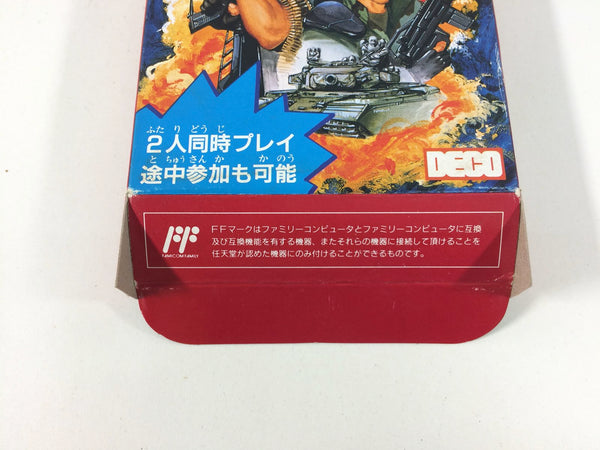 ふたりどうじ
2人同時プレイ
とちゅうさんか かのう
途中参加も可能
DECO
FF
FAMICOM FAMILY
FFマークはファミリーコンピュータとファミリーコンピュータに互換
及び互換機能を有する機器、またそれらの機器に接続して頂けることを
任天堂が認めた機器にのみ付けることができるものです。